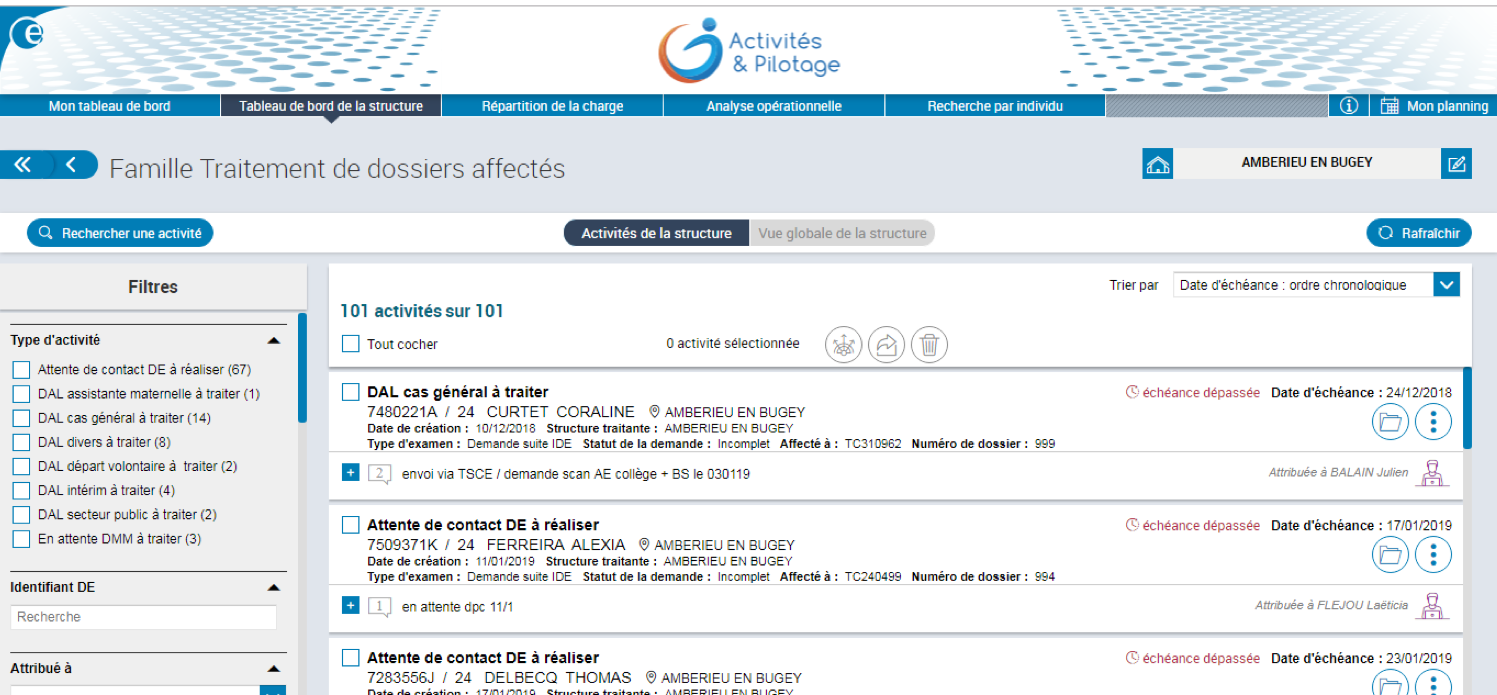 e
Activités
& Pilotage
Mon tableau de bord
Tableau de bord de la structure
Répartition de la charge
Analyse opérationnelle
Recherche par individu
Mon planning
Famille Traitement de dossiers affectés
AMBERIEU EN BUGEY
Rechercher une activité
Activités de la structure
Vue globale de la structure
Rafraîchir
Filtres
Type d'activité
Attente de contact DE à réaliser (67)
DAL assistante maternelle à traiter (1)
DAL cas général à traiter (14)
DAL divers à traiter (8)
DAL départ volontaire à traiter (2)
DAL intérim à traiter (4)
DAL secteur public à traiter (2)
En attente DMM à traiter (3)
Identifiant DE
Recherche
Attribué à
Trier par Date d'échéance : ordre chronologique
101 activités sur 101
Tout cocher 0 activité sélectionnée
DAL cas général à traiter échéance dépassée Date d'échéance : 24/12/2018
7480221A / 24 CURTET CORALINE AMBERIEU EN BUGEY
Date de création : 10/12/2018 Structure traitante : AMBERIEU EN BUGEY
Type d'examen : Demande suite IDE Statut de la demande : Incomplet Affecté à : TC310962 Numéro de dossier : 999
+ 2 envoi via TSCE / demande scan AE collège + BS le 030119 Attribuée à BALAIN Julien
Attente de contact DE à réaliser échéance dépassée Date d'échéance : 17/01/2019
7509371K / 24 FERREIRA ALEXIA AMBERIEU EN BUGEY
Date de création : 11/01/2019 Structure traitante : AMBERIEU EN BUGEY
Type d'examen : Demande suite IDE Statut de la demande : Incomplet Affecté à : TC240499 Numéro de dossier : 994
+ 1 en attente dpc 11/1 Attribuée à FLEJOU Laëticia
Attente de contact DE à réaliser échéance dépassée Date d'échéance : 23/01/2019
7283556J / 24 DELBECQ THOMAS AMBERIEU EN BUGEY
Date de création : 17/01/2019 Structure traitante : AMBERIEU EN BUGEY